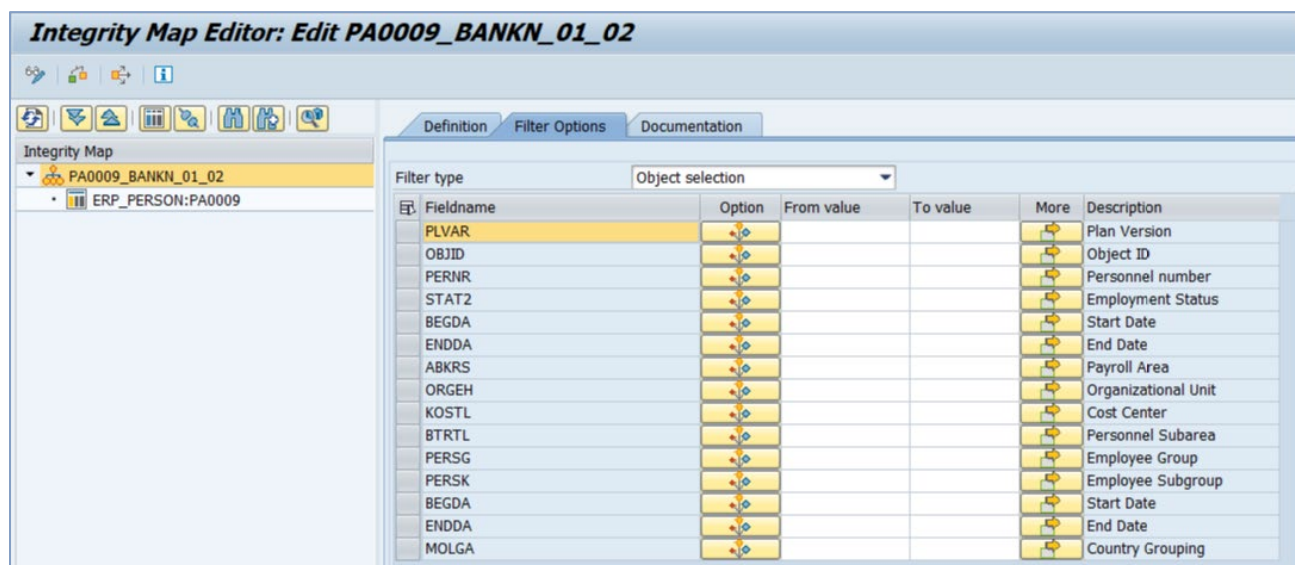 Integrity Map Editor: Edit PA0009_BANKN_01_02
Definition Filter Options Documentation
Integrity Map
PA0009_BANKN_01_02
ERP_PERSON:PA0009
Filter type Object selection
Fieldname Option From value To value More Description
PLVAR Plan Version
OBJID Object ID
PERNR Personnel number
STAT2 Employment Status
BEGDA Start Date
ENDDA End Date
ABKRS Payroll Area
ORGEH Organizational Unit
KOSTL Cost Center
BTRTL Personnel Subarea
PERSG Employee Group
PERSK Employee Subgroup
BEGDA Start Date
ENDDA End Date
MOLGA Country Grouping